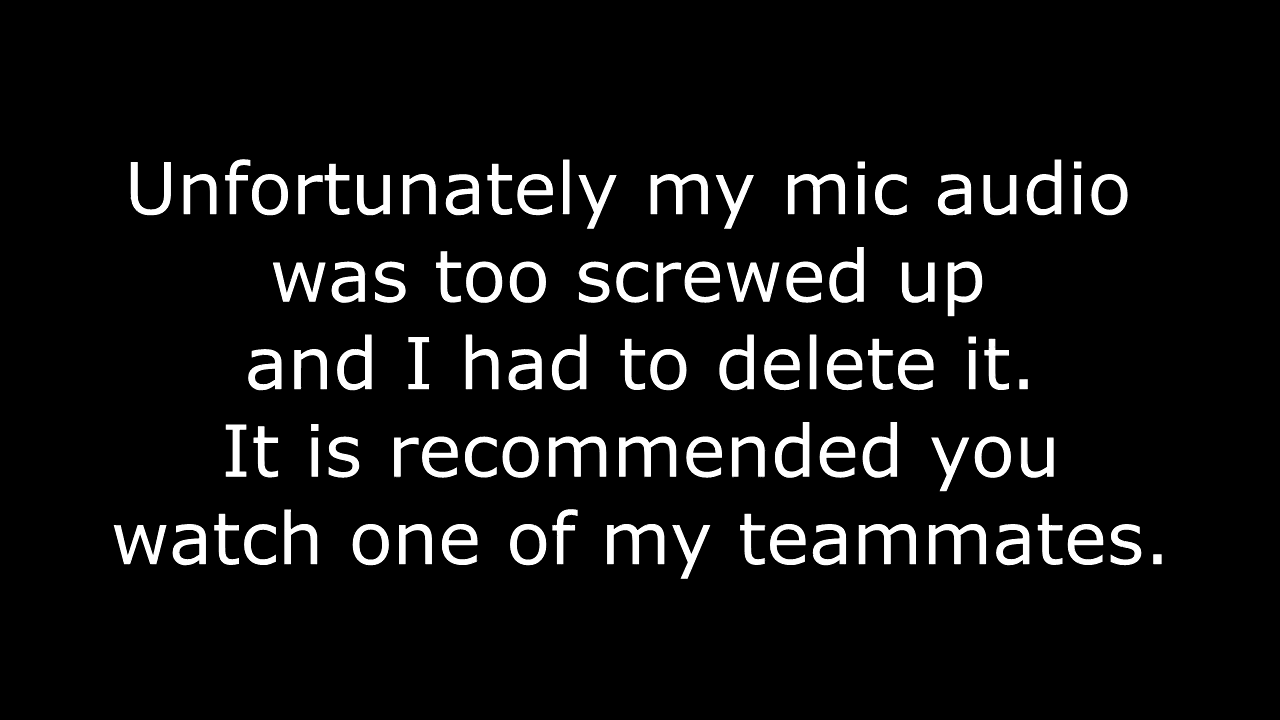 Unfortunately my mic audio
was too screwed up
and I had to delete it.
It is recommended you
watch one of my teammates.